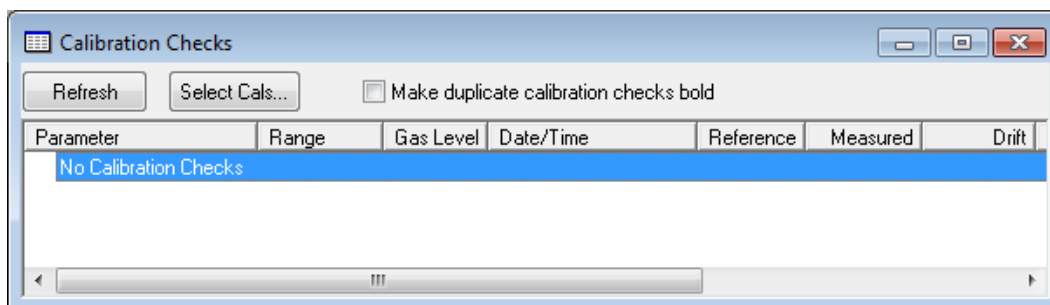 Calibration Checks
Refresh Select Cals... Make duplicate calibration checks bold
Parameter Range Gas Level Date/Time Reference Measured Drift
No Calibration Checks